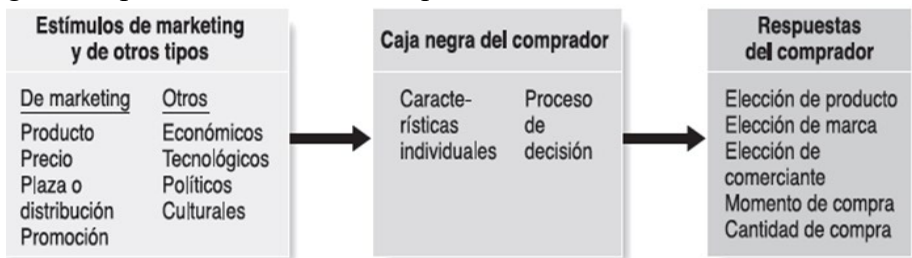 Estímulos de marketing
y de otros tipos
De marketing
Producto
Precio
Plaza o
distribución
Promoción
Otros
Económicos
Tecnológicos
Políticos
Culturales
Caja negra del comprador
Caracte-
rísticas
individuales
Proceso
de
decisión
Respuestas
del comprador
Elección de producto
Elección de marca
Elección de
comerciante
Momento de compra
Cantidad de compra